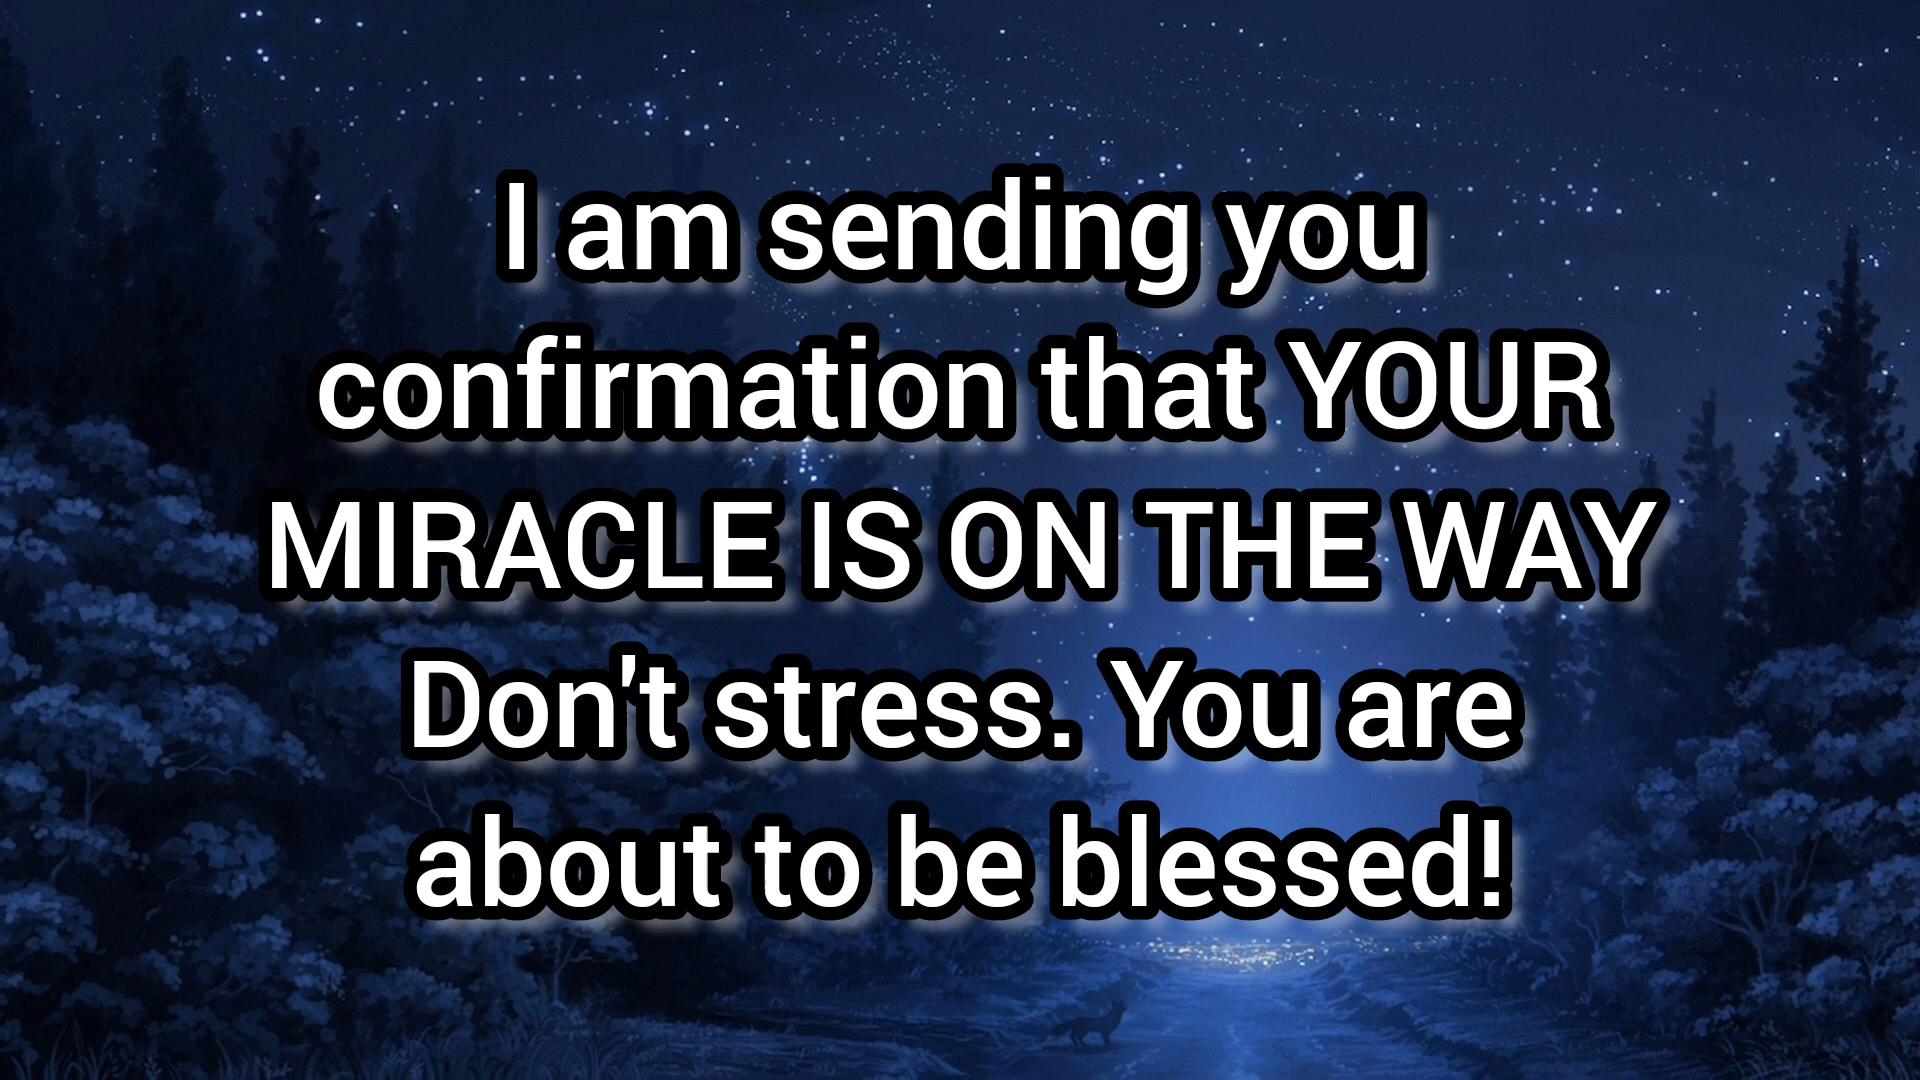 I am sending you
confirmation that YOUR
MIRACLE IS ON THE WAY
Don't stress. You are
about to be blessed!